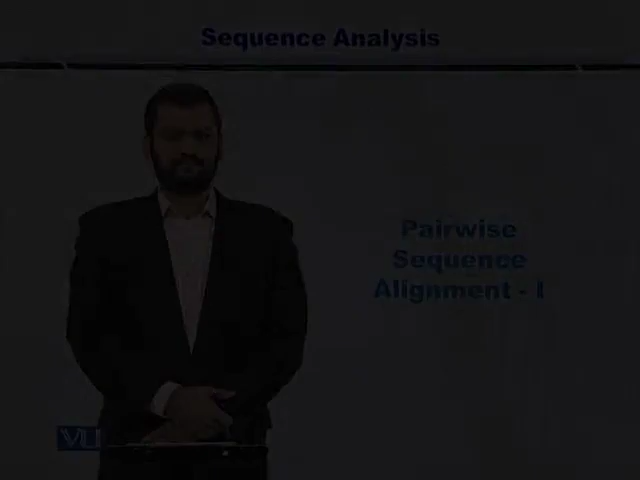 Sequence Analysis
Pairwise
Sequence
Alignment - I
VU